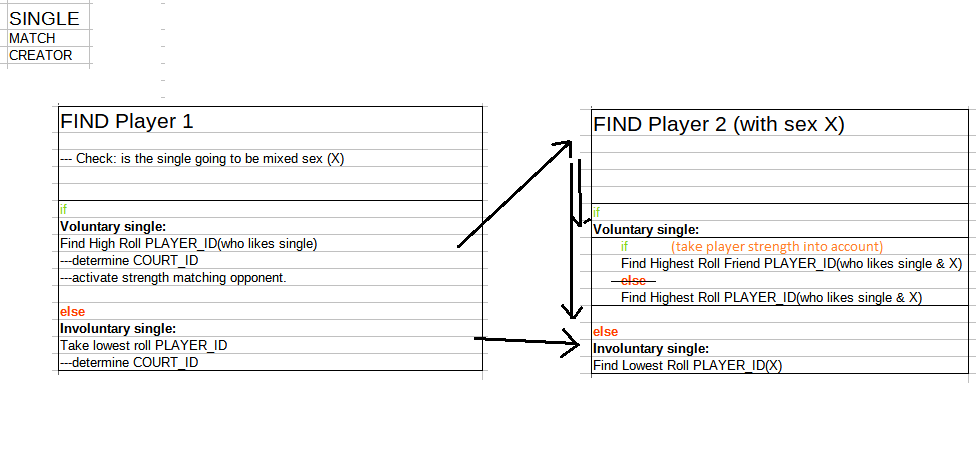 SINGLE
MATCH
CREATOR
FIND Player 1
--- Check: is the single going to be mixed sex (X)
if
Voluntary single:
Find High Roll PLAYER_ID(who likes single)
---determine COURT_ID
---activate strength matching opponent.
else
Involuntary single:
Take lowest roll PLAYER_ID
---determine COURT_ID
FIND Player 2 (with sex X)
if
Voluntary single:
if (take player strength into account)
Find Highest Roll Friend PLAYER_ID(who likes single & X)
else
Find Highest Roll PLAYER_ID(who likes single & X)
else
Involuntary single:
Find Lowest Roll PLAYER_ID(X)